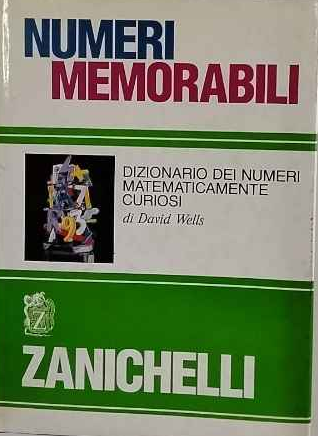 NUMERI
MEMORABILI
DIZIONARIO DEI NUMERI
MATEMATICAMENTE
CURIOSI
di David Wells
Z
ZANICHELLI